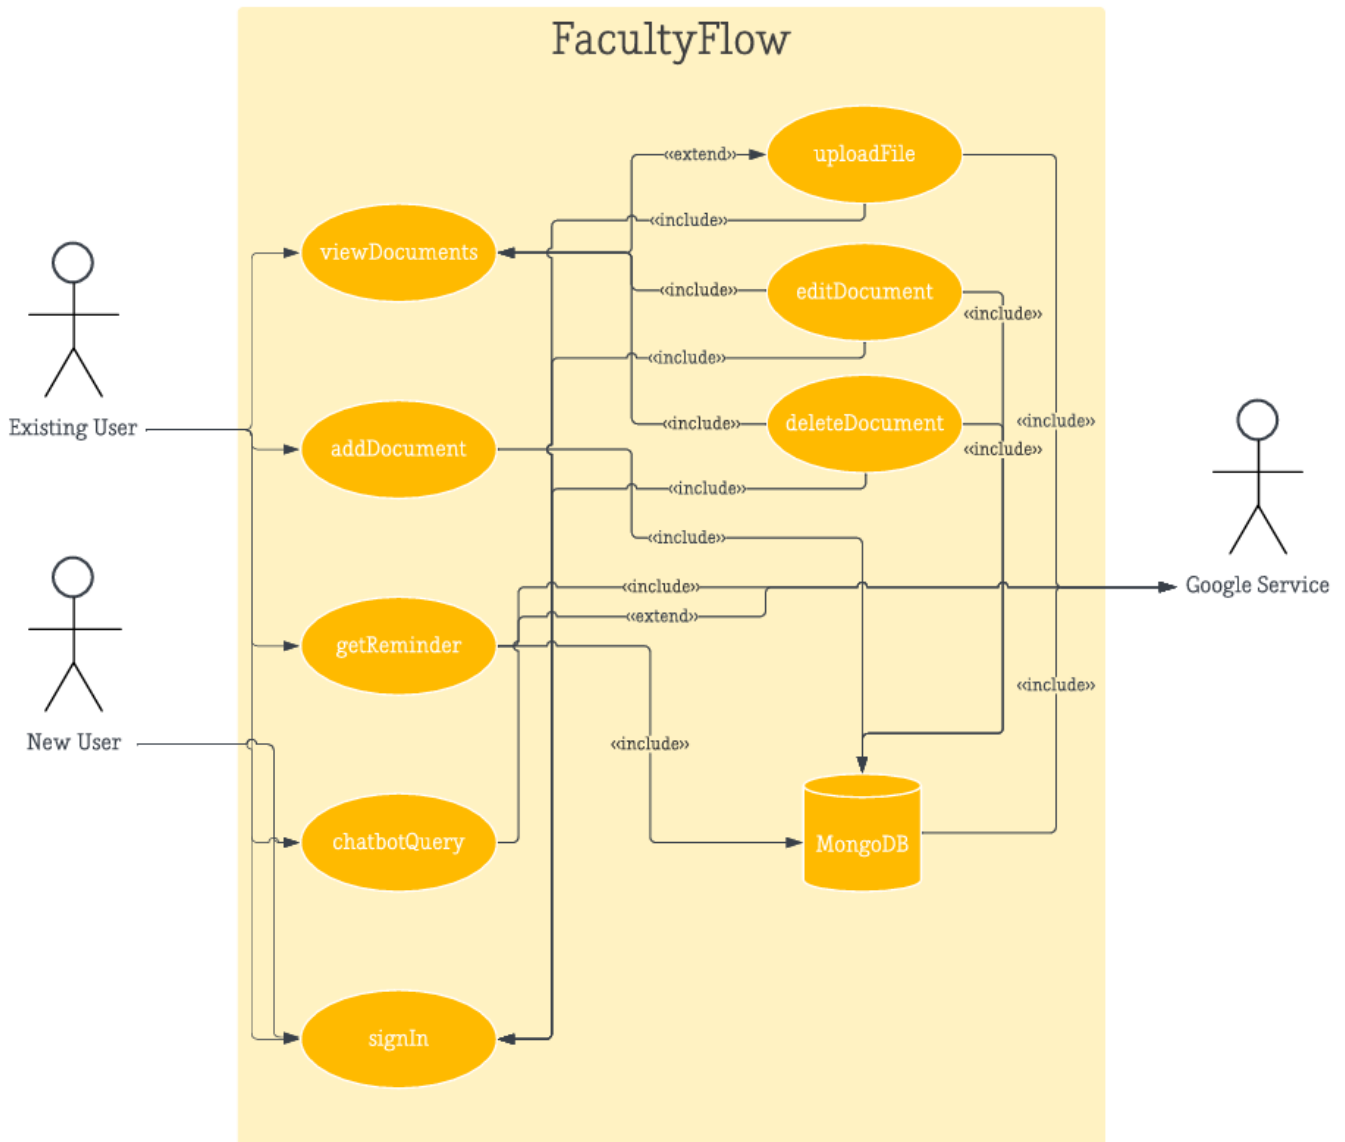 FacultyFlow
«extend»
uploadFile
«include»
viewDocuments
«include»
editDocument
«include»
«include»
Existing User
addDocument
«include»
deleteDocument
«include»
«include»
«include»
«include»
«include»
Google Service
«extend»
getReminder
«include»
New User
«include»
chatbotQuery
MongoDB
signIn